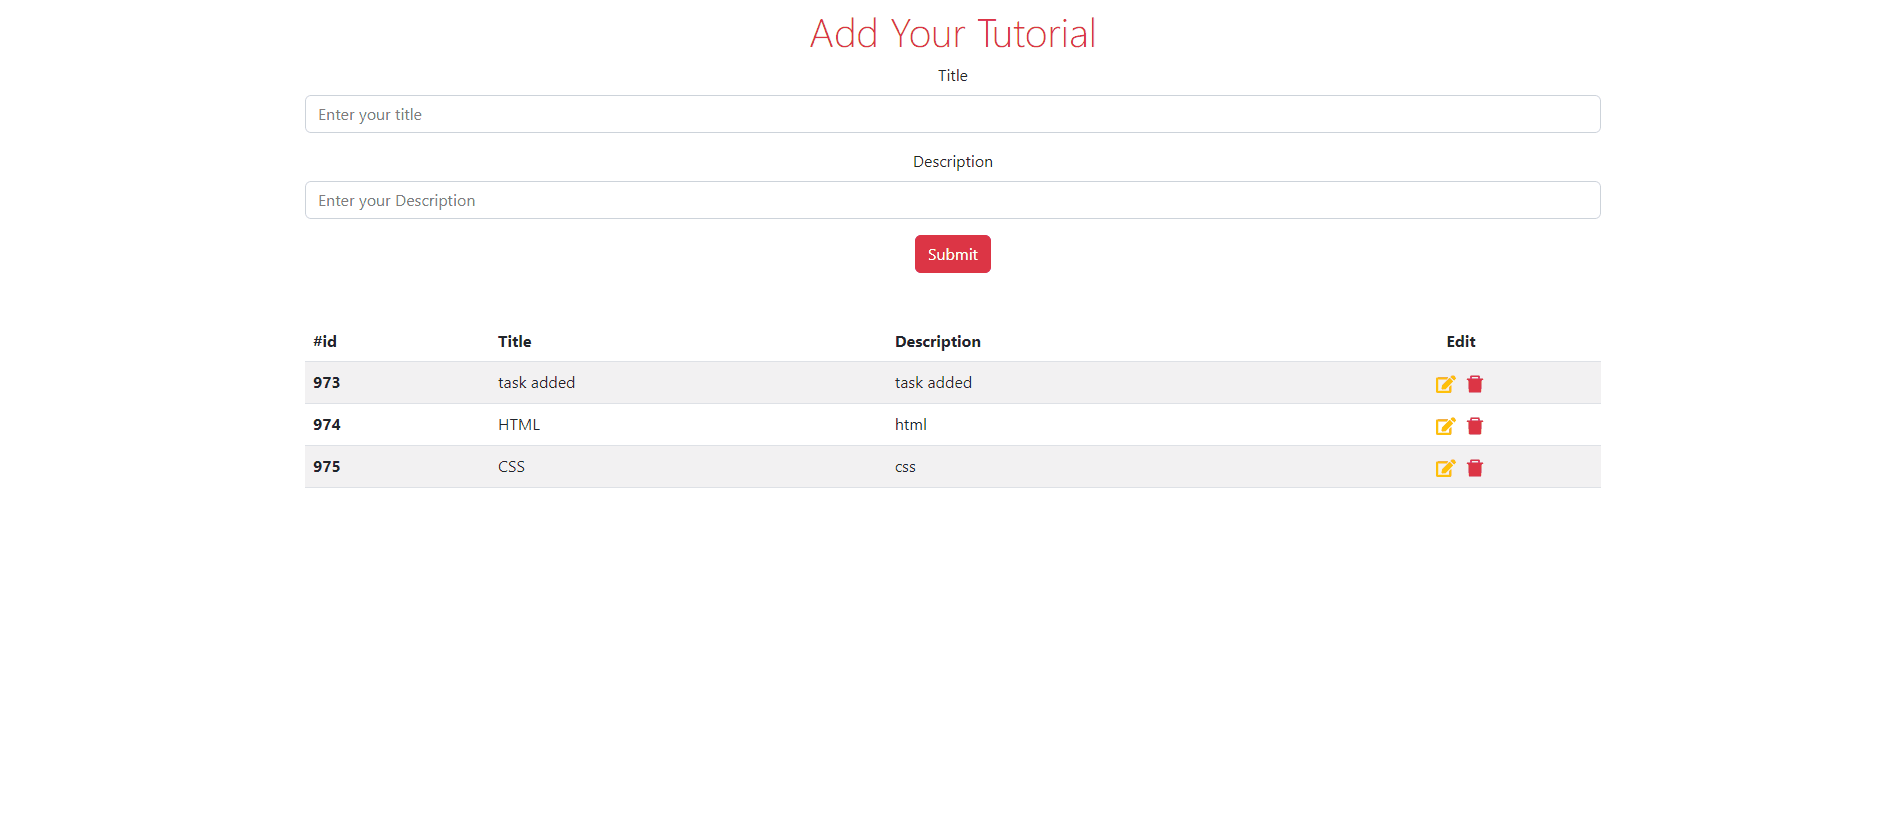 Add Your Tutorial
Title
Enter your title
Description
Enter your Description
Submit
#id Title Description Edit
973 task added task added
974 HTML html
975 CSS css